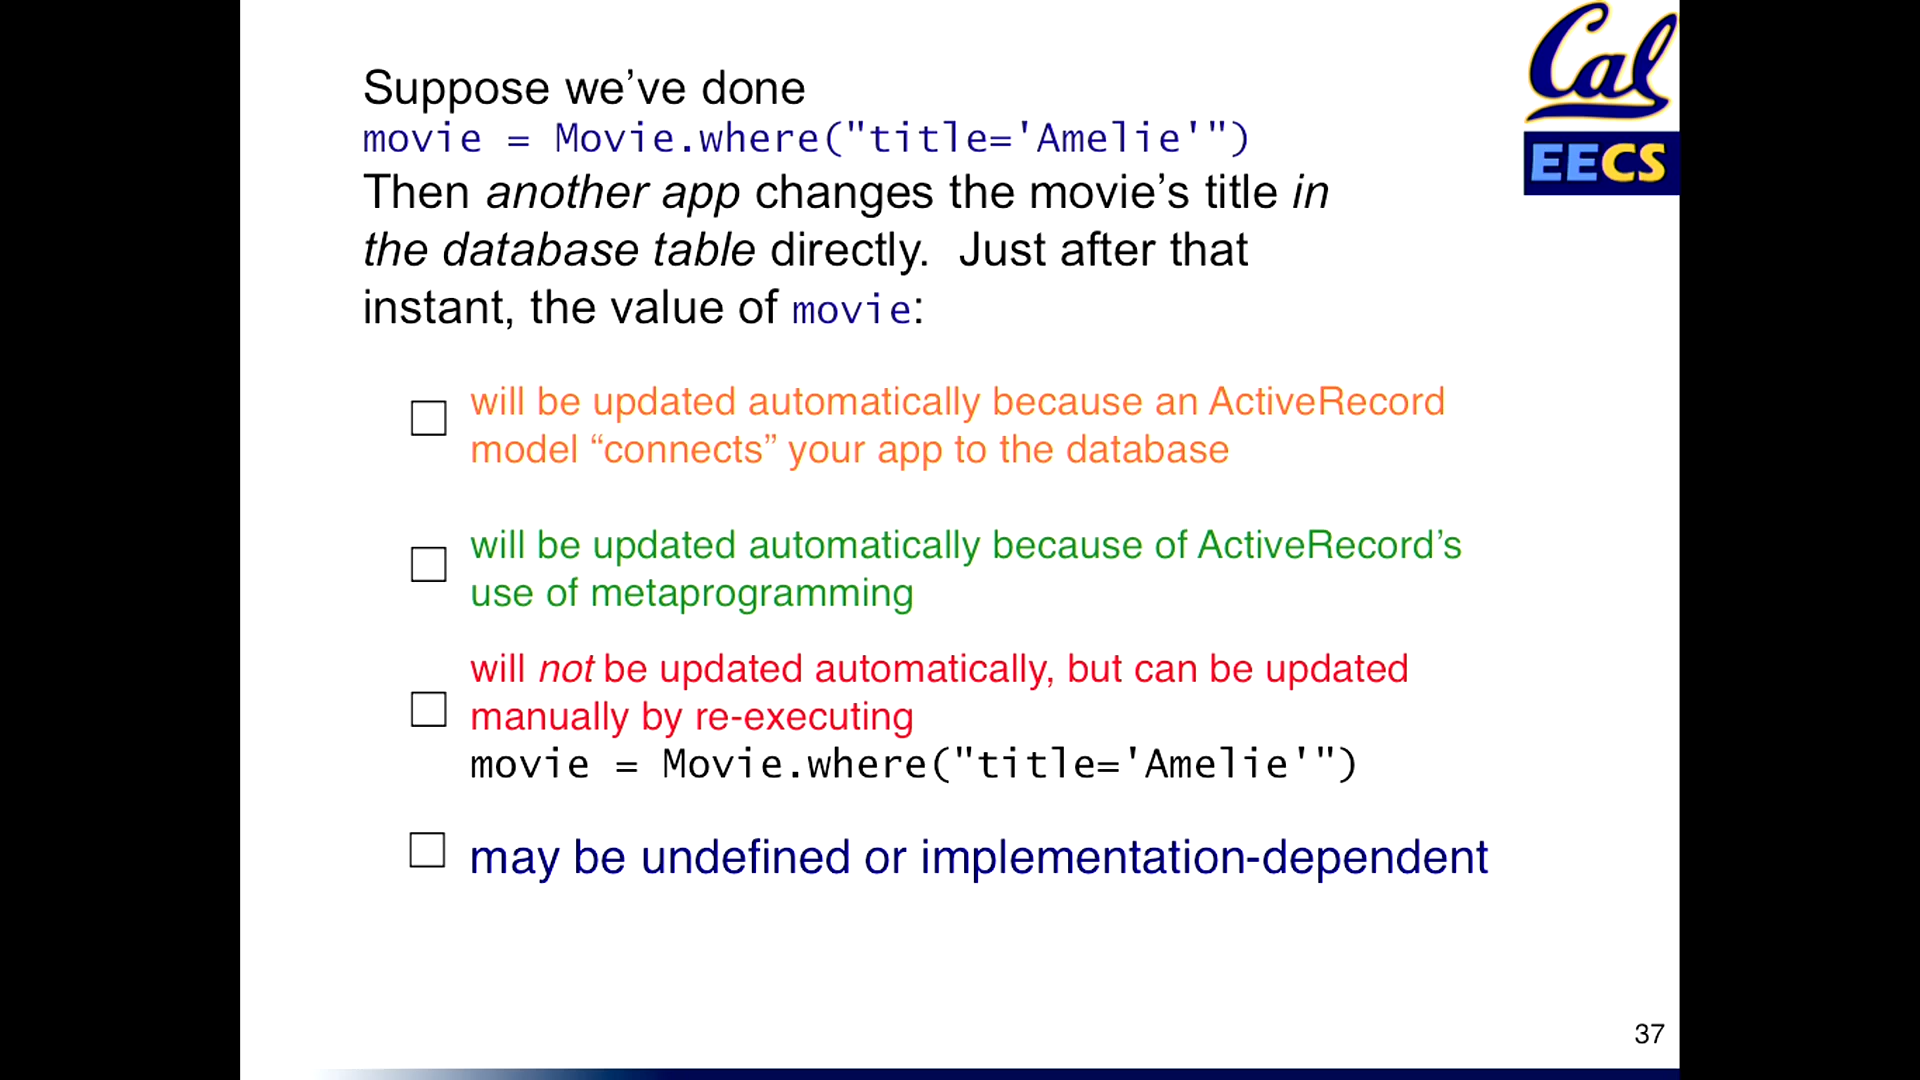 Cal
EECS
Suppose we’ve done
movie = Movie.where("title='Amelie'")
Then another app changes the movie’s title in
the database table directly.  Just after that
instant, the value of movie:
will be updated automatically because an ActiveRecord
model “connects” your app to the database
will be updated automatically because of ActiveRecord’s
use of metaprogramming
will not be updated automatically, but can be updated
manually by re-executing
movie = Movie.where("title='Amelie'")
may be undefined or implementation-dependent
37